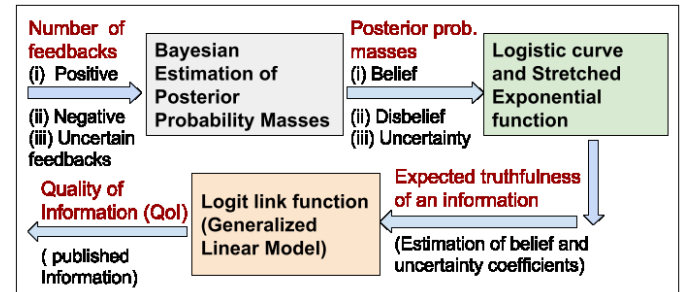 Number of
feedbacks
(i) Positive
(ii) Negative
(iii) Uncertain
feedbacks
Bayesian
Estimation of
Posterior
Probability Masses
Posterior prob.
masses
(i) Belief
(ii) Disbelief
(iii) Uncertainty
Logistic curve
and Stretched
Exponential
function
Expected truthfulness
of an information
(Estimation of belief and
uncertainty coefficients)
Logit link function
(Generalized
Linear Model)
Quality of
Information (QoI)
( published
Information)